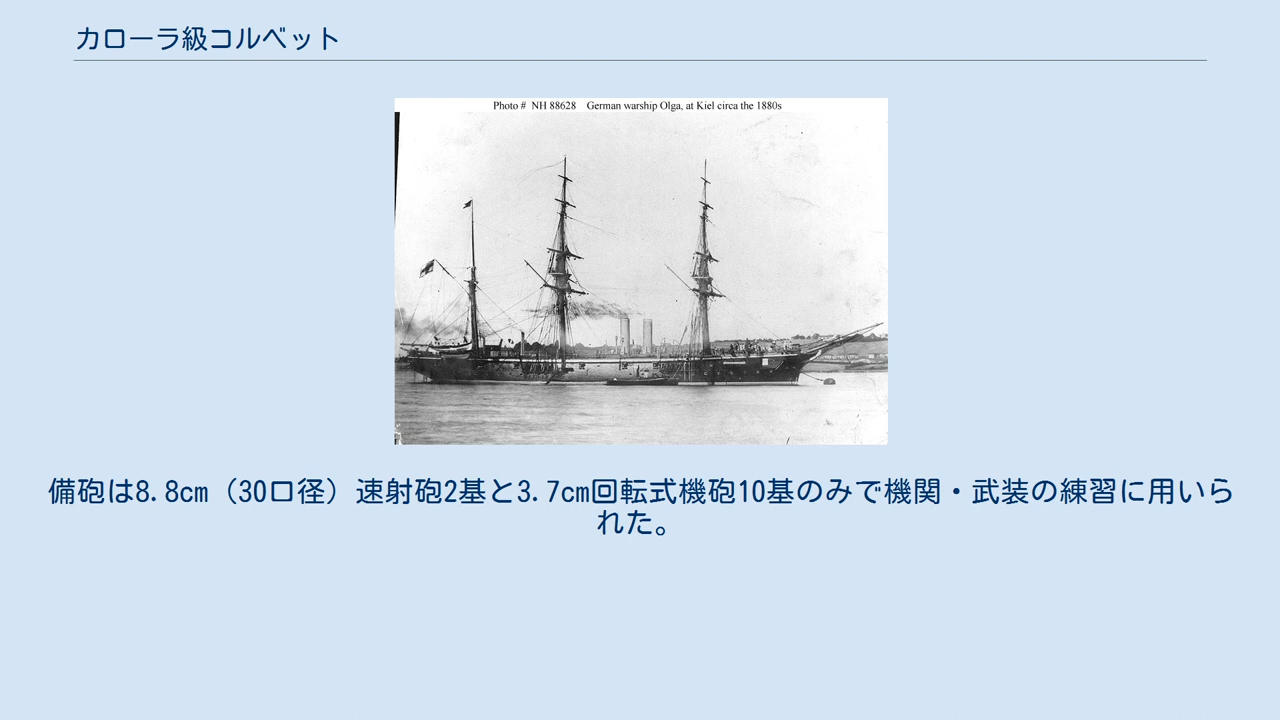 カローラ級コルベット
Photo # NH 88628 German warship Olga, at Kiel circa the 1880s
備砲は8.8cm（30口径）速射砲2基と3.7cm回転式機砲10基のみで機関・武装の練習に用いら
れた。